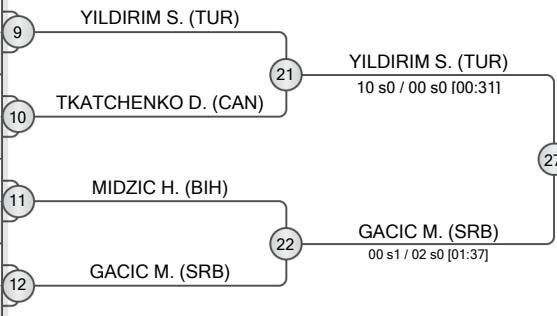 9
YILDIRIM S. (TUR)
21
YILDIRIM S. (TUR)
10 s0 / 00 s0 [00:31]
10
TKATCHENKO D. (CAN)
27
11
MIDZIC H. (BIH)
22
GACIC M. (SRB)
00 s1 / 02 s0 [01:37]
12
GACIC M. (SRB)